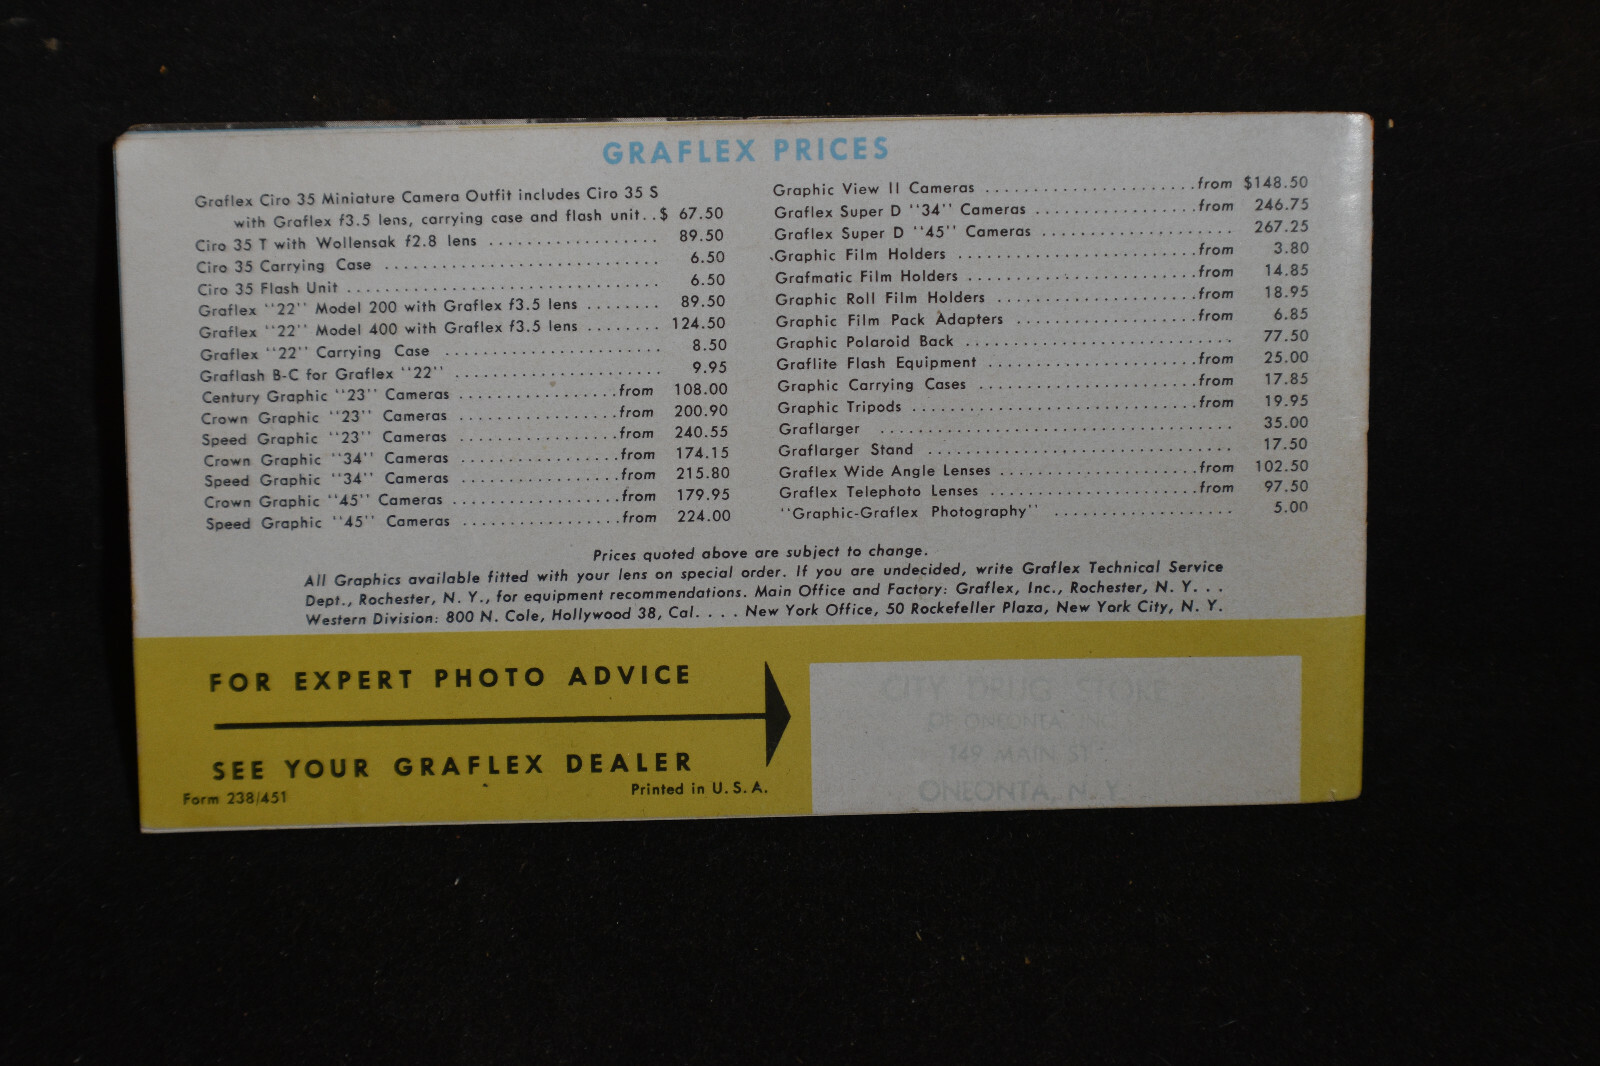 GRAFLEX PRICES
Graflex Ciro 35 Miniature Camera Outfit includes Ciro 35 S
with Graflex f3.5 lens, carrying case and flash unit. . $ 67.50
Ciro 35 T with Wollensak f2.8 lens . . . . . . . . . . . . . . . . . . 89.50
Ciro 35 Carrying Case . . . . . . . . . . . . . . . . . . . . . . . . . . . . . 6.50
Ciro 35 Flash Unit . . . . . . . . . . . . . . . . . . . . . . . . . . . . . . . . . 6.50
Graflex "22" Model 200 with Graflex f3.5 lens . . . . . . . . 89.50
Graflex "22" Model 400 with Graflex f3.5 lens . . . . . . . . 124.50
Graflex "22" Carrying Case . . . . . . . . . . . . . . . . . . . . . . . 8.50
Graflash B-C for Graflex "22" . . . . . . . . . . . . . . . . . . . . . . 9.95
Century Graphic "23" Cameras . . . . . . . . . . . . . . . . . from 108.00
Crown Graphic "23" Cameras . . . . . . . . . . . . . . . . . . from 200.90
Speed Graphic "23" Cameras . . . . . . . . . . . . . . . . . from 240.55
Crown Graphic "34" Cameras . . . . . . . . . . . . . . . . . from 174.15
Speed Graphic "34" Cameras . . . . . . . . . . . . . . . . . from 215.80
Crown Graphic "45" Cameras . . . . . . . . . . . . . . . . . . from 179.95
Speed Graphic "45" Cameras . . . . . . . . . . . . . . . . . from 224.00
Graphic View II Cameras . . . . . . . . . . . . . . . . . . . . . . . from $148.50
Graflex Super D "34" Cameras . . . . . . . . . . . . . . . . . from 246.75
Graflex Super D "45" Cameras . . . . . . . . . . . . . . . . . . . . 267.25
Graphic Film Holders . . . . . . . . . . . . . . . . . . . . . . . . . . from 3.80
Grafmatic Film Holders . . . . . . . . . . . . . . . . . . . . . . . . . from 14.85
Graphic Roll Film Holders . . . . . . . . . . . . . . . . . . . . . . from 18.95
Graphic Film Pack Adapters . . . . . . . . . . . . . . . . . . . . from 6.85
Graphic Polaroid Back . . . . . . . . . . . . . . . . . . . . . . . . . . . . 77.50
Graflite Flash Equipment . . . . . . . . . . . . . . . . . . . . . . . from 25.00
Graphic Carrying Cases . . . . . . . . . . . . . . . . . . . . . . . . from 17.85
Graphic Tripods . . . . . . . . . . . . . . . . . . . . . . . . . . . . . . . from 19.95
Graflarger . . . . . . . . . . . . . . . . . . . . . . . . . . . . . . . . . . . . . . 35.00
Graflarger Stand . . . . . . . . . . . . . . . . . . . . . . . . . . . . . . . . 17.50
Graflex Wide Angle Lenses . . . . . . . . . . . . . . . . . . . . . from 102.50
Graflex Telephoto Lenses . . . . . . . . . . . . . . . . . . . . . . . from 97.50
"Graphic-Graflex Photography" . . . . . . . . . . . . . . . . . . . 5.00
Prices quoted above are subject to change.
All Graphics available fitted with your lens on special order. If you are undecided, write Graflex Technical Service
Dept., Rochester, N. Y., for equipment recommendations. Main Office and Factory: Graflex, Inc., Rochester, N. Y. . .
Western Division: 800 N. Cole, Hollywood 38, Cal. . . . New York Office, 50 Rockefeller Plaza, New York City, N. Y.
FOR EXPERT PHOTO ADVICE
SEE YOUR GRAFLEX DEALER
Form 238/451
Printed in U. S. A.
CITY DRUG STORE
OF ONEONTA, INC.
149 MAIN ST.
ONEONTA, N. Y.